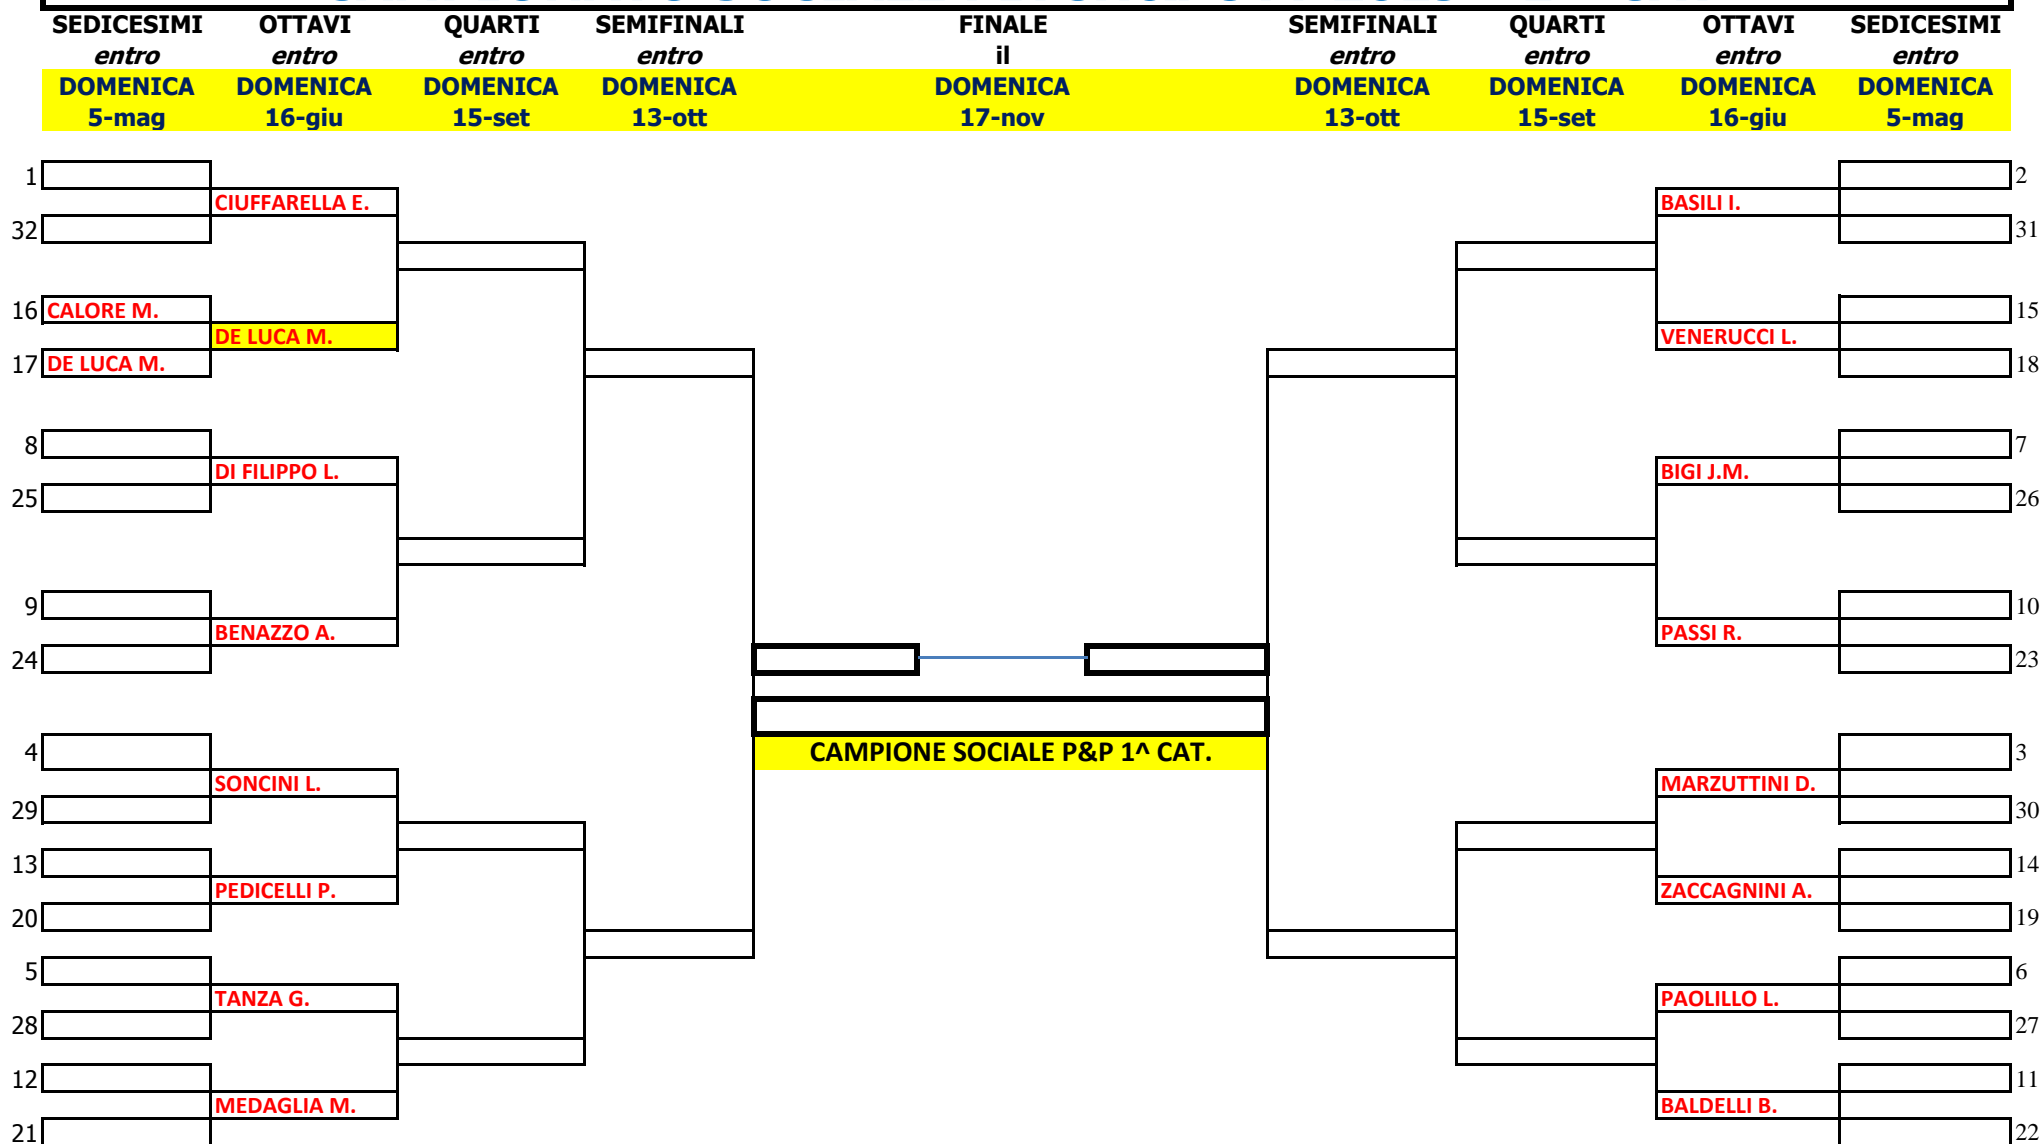 SEDICESIMI OTTAVI QUARTI SEMIFINALI FINALE SEMIFINALI QUARTI OTTAVI SEDICESIMI
entro entro entro entro il entro entro entro entro
DOMENICA DOMENICA DOMENICA DOMENICA DOMENICA DOMENICA DOMENICA DOMENICA DOMENICA
5-mag 16-giu 15-set 13-ott 17-nov 13-ott 15-set 16-giu 5-mag
1 2
CIUFFARELLA E. BASILI I.
32 31
16 CALORE M. 15
DE LUCA M. VENERUCCI L.
17 DE LUCA M. 18
8 7
DI FILIPPO L. BIGI J.M.
25 26
9 10
BENAZZO A. PASSI R.
24 23
4 CAMPIONE SOCIALE P&P 1^ CAT. 3
SONCINI L. MARZUTTINI D.
29 30
13 14
PEDICELLI P. ZACCAGNINI A.
20 19
5 6
TANZA G. PAOLILLO L.
28 27
12 11
MEDAGLIA M. BALDELLI B.
21 22